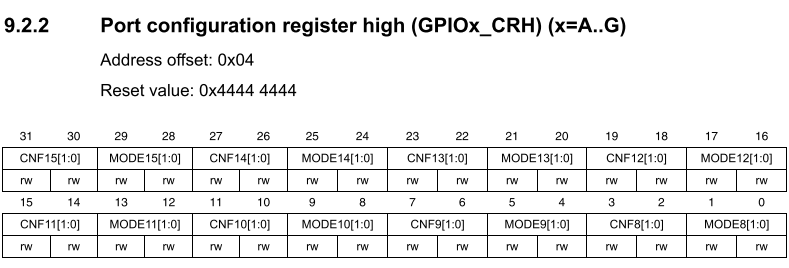 9.2.2 Port configuration register high (GPIOx_CRH) (x=A..G)
Address offset: 0x04
Reset value: 0x4444 4444
31 30 29 28 27 26 25 24 23 22 21 20 19 18 17 16
CNF15[1:0] MODE15[1:0] CNF14[1:0] MODE14[1:0] CNF13[1:0] MODE13[1:0] CNF12[1:0] MODE12[1:0]
rw rw rw rw rw rw rw rw rw rw rw rw rw rw rw rw
15 14 13 12 11 10 9 8 7 6 5 4 3 2 1 0
CNF11[1:0] MODE11[1:0] CNF10[1:0] MODE10[1:0] CNF9[1:0] MODE9[1:0] CNF8[1:0] MODE8[1:0]
rw rw rw rw rw rw rw rw rw rw rw rw rw rw rw rw